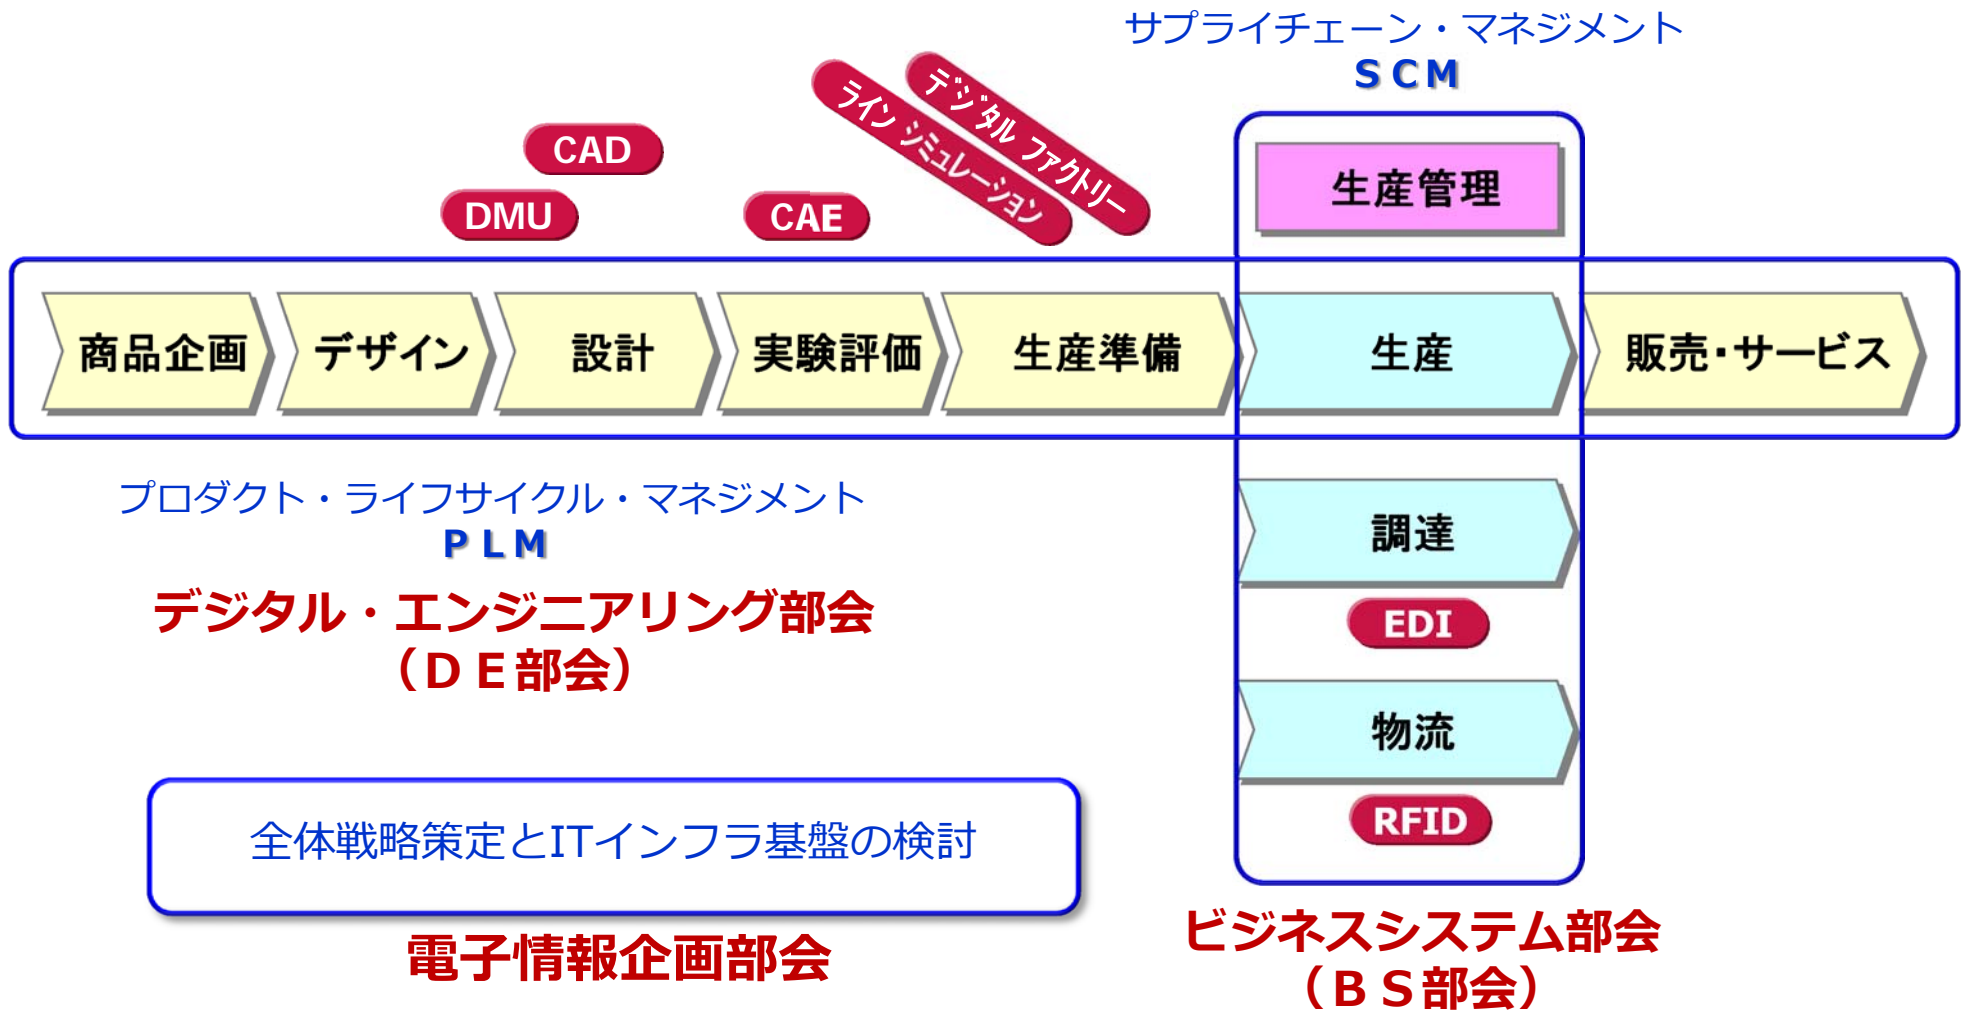 サプライチェーン・マネジメント
ＳＣＭ
デジタル ファクトリー
ライン シミュレーション
CAD
DMU
CAE
生産管理
商品企画
デザイン
設計
実験評価
生産準備
生産
販売・サービス
プロダクト・ライフサイクル・マネジメント
ＰＬＭ
デジタル・エンジニアリング部会
（ＤＥ部会）
調達
EDI
物流
RFID
全体戦略策定とITインフラ基盤の検討
電子情報企画部会
ビジネスシステム部会
（ＢＳ部会）